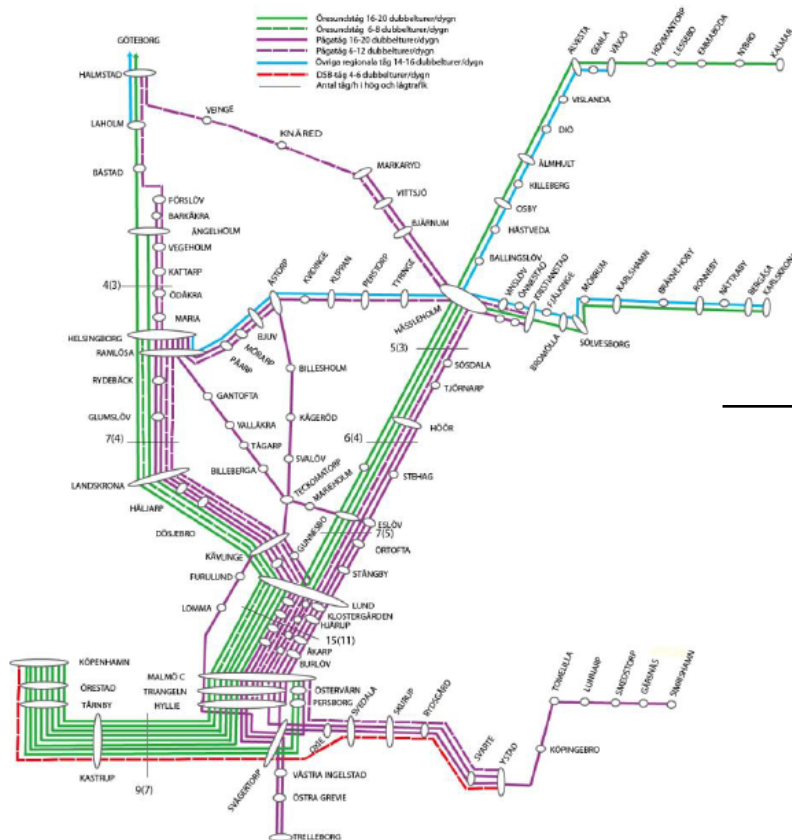 Öresundståg 16-20 dubbelturer/dygn
Öresundståg 6-8 dubbelturer/dygn
Pågatåg 16-20 dubbelturer/dygn
Pågatåg 6-12 dubbelturer/dygn
Övriga regionala tåg 14-16 dubbelturer/dygn
DSB-tåg 4-6 dubbelturer/dygn
Antal tåg/h i hög och lågtrafik
GÖTEBORG
HALMSTAD
LAHOLM
BÅSTAD
VEINGE
KNÄRED
MARKARYD
VITTSJÖ
BJÄRNUM
FÖRSLÖV
BARKÅKRA
ÄNGELHOLM
VEGEHOLM
KATTARP
ÖDÅKRA
MARIA
4(3)
HELSINGBORG
RAMLÖSA
RYDEBÄCK
GLUMSLÖV
7(4)
LANDSKRONA
HÄLJARP
DÖSJEBRO
KÄVLINGE
FURULUND
LOMMA
GUNNESBO
PÅARP
MÖRARP
BJUV
ÅSTORP
KVIDINGE
KLIPPAN
PERSTORP
TYRINGE
HÄSSLEHOLM
BILLESHOLM
KÅGERÖD
SVALÖV
TECKOMATORP
MARIEHOLM
GANTOFTA
VALLÅKRA
TÅGARP
BILLEBERGA
ALVESTA
GEMLA
VÄXJÖ
HOVMANTORP
LESSEBO
EMMABODA
NYBRO
KALMAR
VISLANDA
DIÖ
ÄLMHULT
KILLEBERG
OSBY
HÄSTVEDA
BALLINGSLÖV
VINSLÖV
ÖNNESTAD
KRISTIANSTAD
FJÄLKINGE
BROMÖLLA
SÖLVESBORG
MÖRRUM
KARLSHAMN
BRÄKNE.HOBY
RONNEBY
NÄTTRABY
BERGÅSA
KARLSKRONA
5(3)
SÖSDALA
TJÖRNARP
HÖÖR
6(4)
STEHAG
ESLÖV
7(5)
ÖRTOFTA
STÅNGBY
LUND
KLOSTERGÅRDEN
HJÄRUP
15(11)
ÅKARP
BURLÖV
MALMÖ C
TRIANGELN
HYLLIE
ÖSTERVÄRN
PERSBORG
KÖPENHAMN
ÖRESTAD
TÅRNBY
KASTRUP
9(7)
SVÅGERTORP
OXIE
SVEDALA
SKURUP
RYDSGÅRD
SVARTE
YSTAD
KÖPINGEBRO
TOMELILLA
LUNNARP
SMEDSTORP
GÄRSNÄS
SIMRISHAMN
VÄSTRA INGELSTAD
ÖSTRA GREVIE
TRELLEBORG